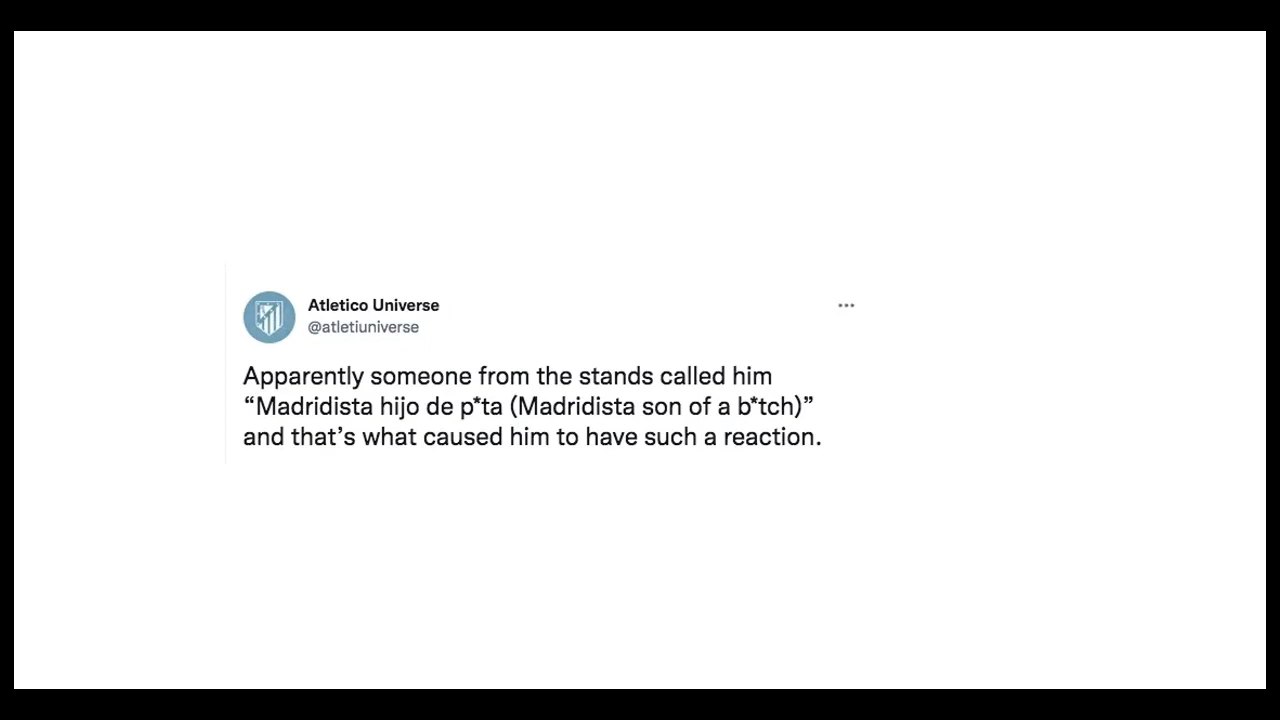 Atletico Universe
@atletiuniverse
Apparently someone from the stands called him
“Madridista hijo de p*ta (Madridista son of a b*tch)”
and that’s what caused him to have such a reaction.